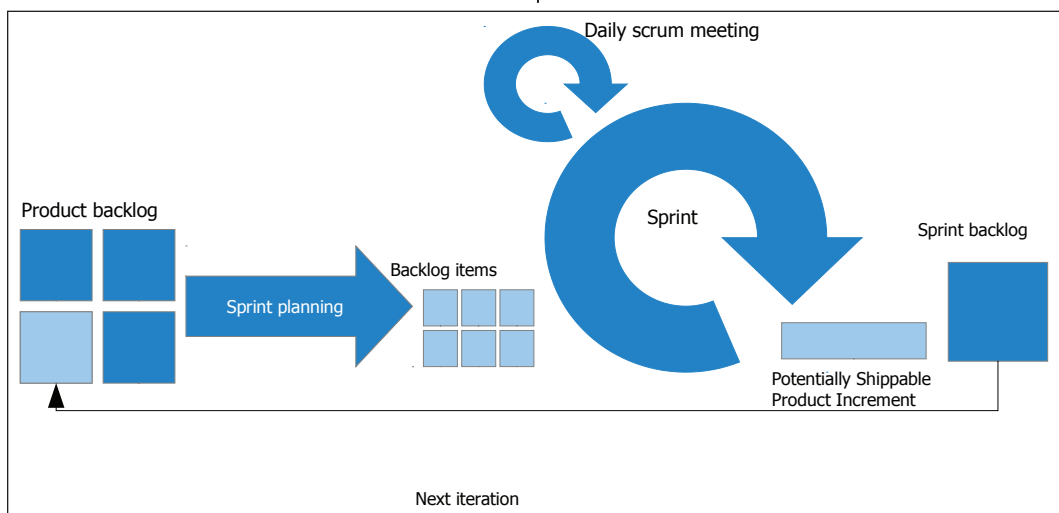 Daily scrum meeting
Product backlog
Sprint
Sprint backlog
Backlog items
Sprint planning
Potentially Shippable
Product Increment
Next iteration